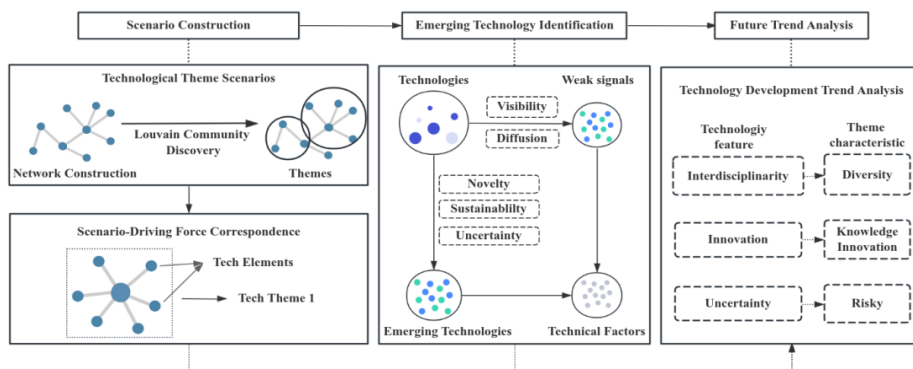 Scenario Construction
Emerging Technology Identification
Future Trend Analysis
Technological Theme Scenarios
Louvain Community
Discovery
Network Construction
Themes
Scenario-Driving Force Correspondence
Tech Elements
Tech Theme 1
Technologies
Weak signals
Visibility
Diffusion
Novelty
Sustainablilty
Uncertainty
Emerging Technologies
Technical Factors
Technology Development Trend Analysis
Technologiy
feature
Theme
characteristic
Interdisciplinarity
Diversity
Innovation
Knowledge
Innovation
Uncertainty
Risky